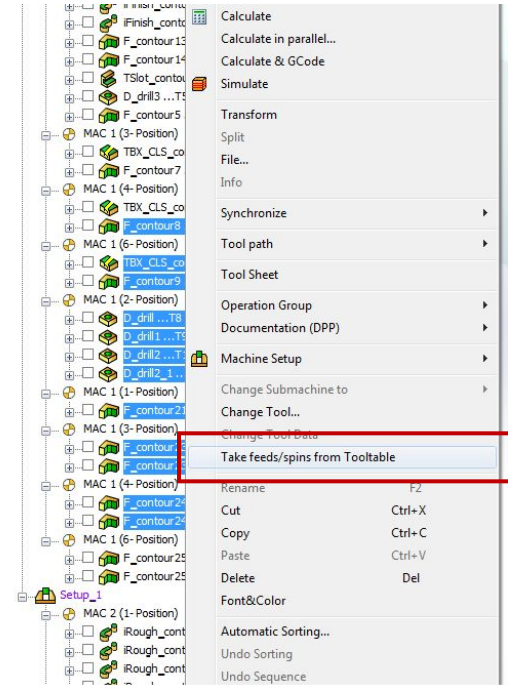 iFinish_conto
F_contour13
F_contour14
TSlot_contou
D_drill3 ...T5
F_contour5 .
MAC 1 (3- Position)
TBX_CLS_co
F_contour7 .
MAC 1 (4- Position)
TBX_CLS_co
F_contour8
MAC 1 (6- Position)
TBX_CLS_co
F_contour9
MAC 1 (2- Position)
D_drill ...T8
D_drill1 ...T9
D_drill2 ...T
D_drill2_1 ...
MAC 1 (1- Position)
F_contour21
MAC 1 (3- Position)
F_contour2
F_contour2
MAC 1 (4- Position)
F_contour24
F_contour24
MAC 1 (6- Position)
F_contour25
F_contour25
Setup_1
MAC 2 (1- Position)
iRough_cont
iRough_cont
iRough_cont
Calculate
Calculate in parallel...
Calculate & GCode
Simulate
Transform
Split
File...
Info
Synchronize
Tool path
Tool Sheet
Operation Group
Documentation (DPP)
Machine Setup
Change Submachine to
Change Tool...
Change Tool Data
Take feeds/spins from Tooltable
Rename F2
Cut Ctrl+X
Copy Ctrl+C
Paste Ctrl+V
Delete Del
Font&Color
Automatic Sorting...
Undo Sorting
Undo Sequence